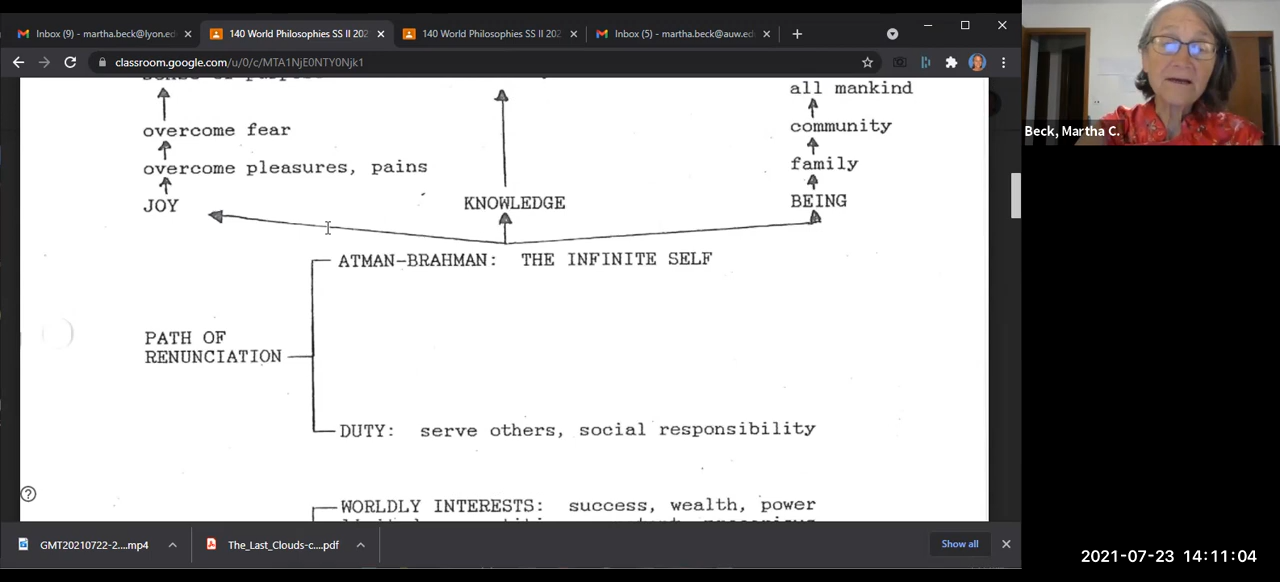 Inbox (9) - martha.beck@lyon.ed
140 World Philosophies SS II 202
140 World Philosophies SS II 202
Inbox (5) - martha.beck@auw.ed
classroom.google.com/u/0/c/MTA1NjE0NTY0Njk1
all mankind
overcome fear
community
overcome pleasures, pains
family
JOY
KNOWLEDGE
BEING
ATMAN-BRAHMAN: THE INFINITE SELF
PATH OF
RENUNCIATION
DUTY: serve others, social responsibility
WORLDLY INTERESTS: success, wealth, power
GMT20210722-2....mp4
The_Last_Clouds-c....pdf
Show all
Beck, Martha C.
2021-07-23 14:11:04